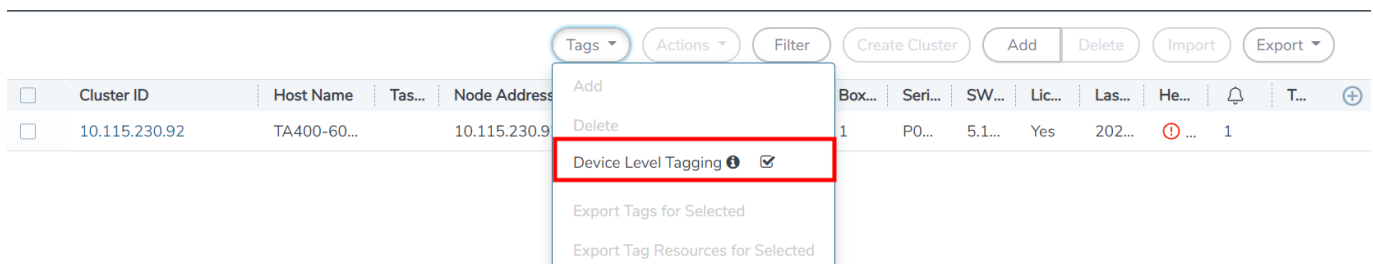 Tags Actions Filter Create Cluster Add Delete Import Export
Cluster ID Host Name Tas... Node Address Box... Seri... SW... Lic... Las... He... T...
10.115.230.92 TA400-60... 10.115.230.9 1 P0... 5.1... Yes 202... ... 1
Add
Delete
Device Level Tagging
Export Tags for Selected
Export Tag Resources for Selected